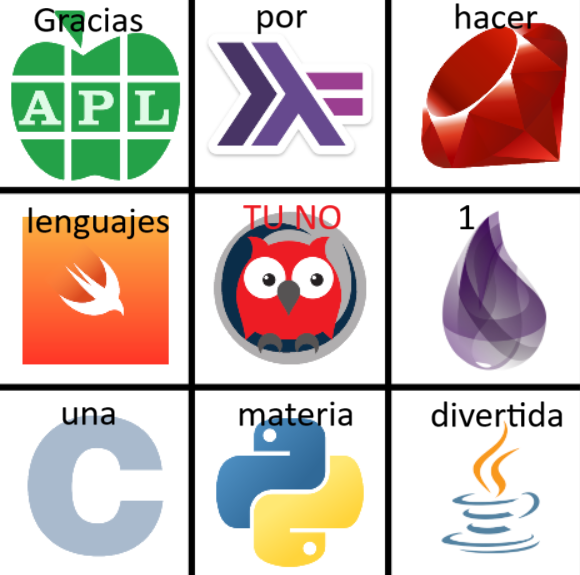 Gracias
por
hacer
APL
lenguajes
TU NO
1
una
C
materia
divertida